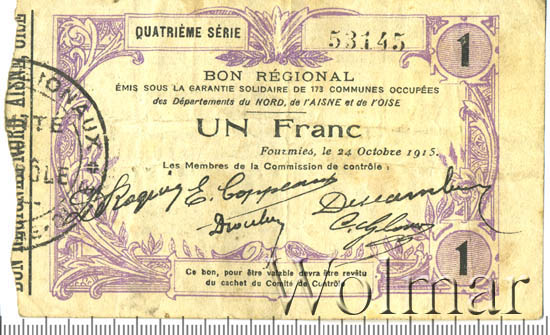 QUATRIÈME SÉRIE
53145
1
BON RÉGIONAL
ÉMIS SOUS LA GARANTIE SOLIDAIRE DE 173 COMMUNES OCCUPÉES
des Départements du NORD, de l'AISNE et de l'OISE
UN Franc
Fourmies, le 24 Octobre 1915.
Les Membres de la Commission de contrôle :
E. Coppeaux
1
Ce bon, pour être valable devra être revêtu
du cachet du Comité de Contrôle
Wolmar